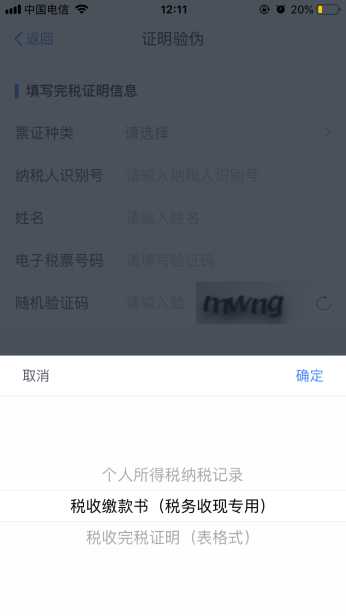 中国电信 12:11 20%
返回 证明验伪
填写完税证明信息
票证种类 请选择
纳税人识别号 请输入纳税人识别号
姓名 请输入姓名
电子税票号码 请填写验证码
随机验证码 请输入验 mwng
取消 确定
个人所得税纳税记录
税收缴款书（税务收现专用）
税收完税证明（表格式）